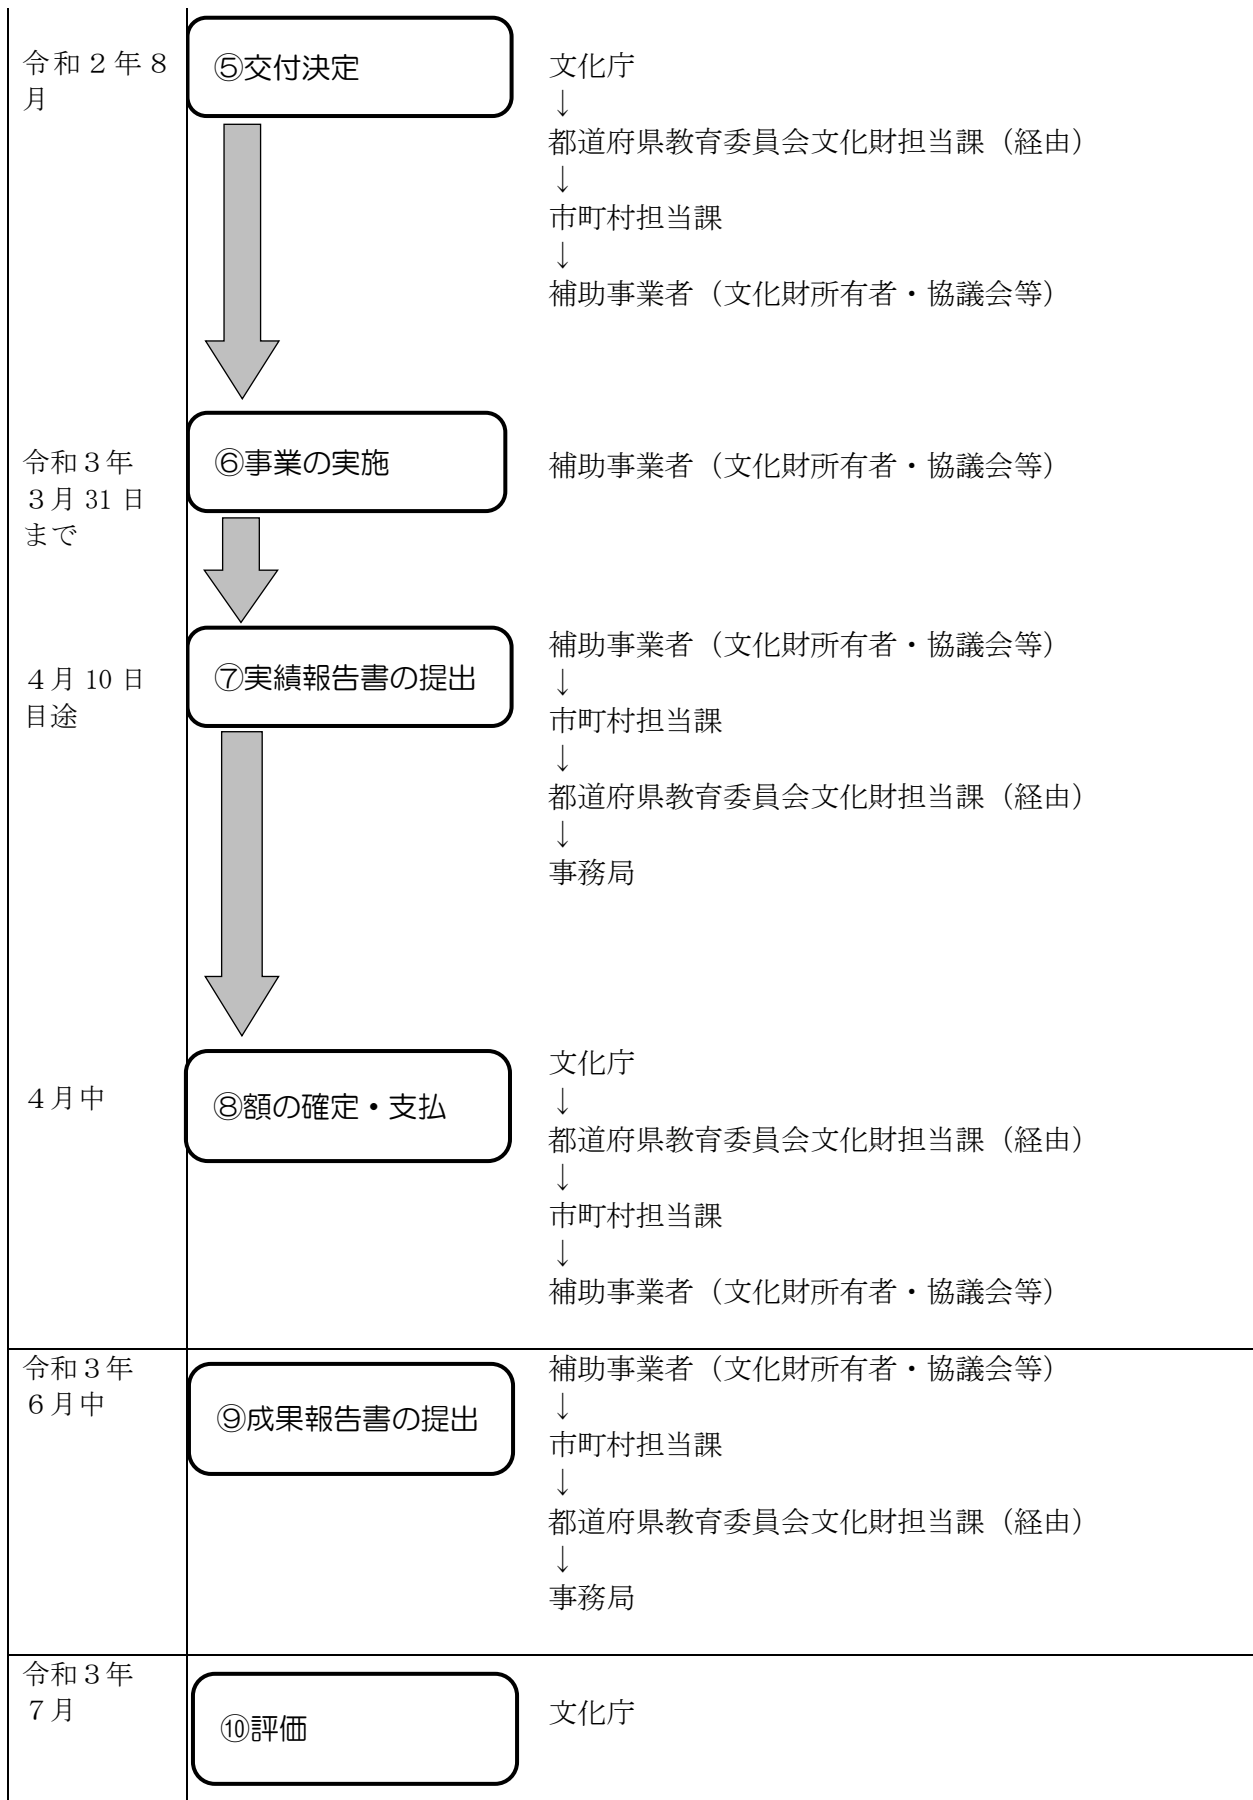 令和２年８
月
⑤交付決定
文化庁
↓
都道府県教育委員会文化財担当課（経由）
↓
市町村担当課
↓
補助事業者（文化財所有者・協議会等）
令和３年
３月 31 日
まで
⑥事業の実施
補助事業者（文化財所有者・協議会等）
４月 10 日
目途
⑦実績報告書の提出
補助事業者（文化財所有者・協議会等）
↓
市町村担当課
↓
都道府県教育委員会文化財担当課（経由）
↓
事務局
４月中
⑧額の確定・支払
文化庁
↓
都道府県教育委員会文化財担当課（経由）
↓
市町村担当課
↓
補助事業者（文化財所有者・協議会等）
令和３年
６月中
⑨成果報告書の提出
補助事業者（文化財所有者・協議会等）
↓
市町村担当課
↓
都道府県教育委員会文化財担当課（経由）
↓
事務局
令和３年
７月
⑩評価
文化庁